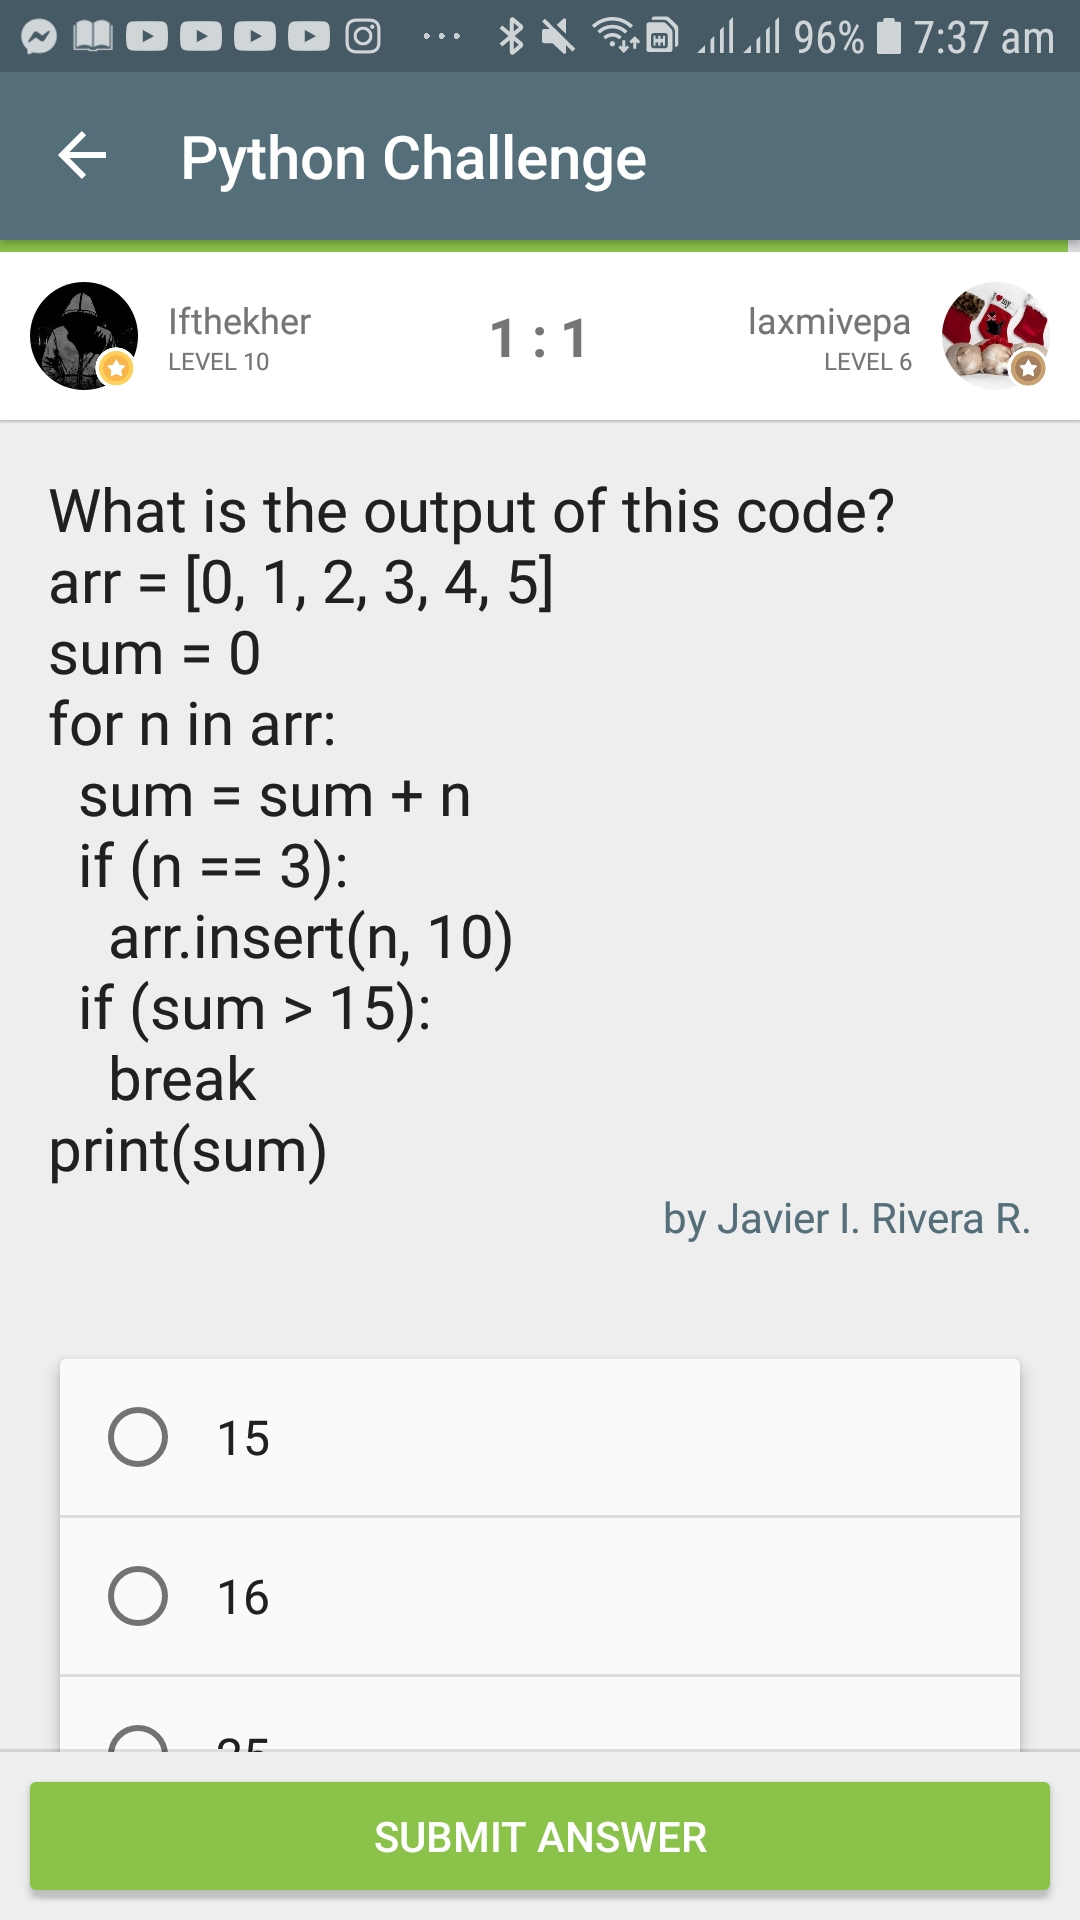 96% 7:37 am
Python Challenge
Ifthekher
LEVEL 10
1 : 1
laxmivepa
LEVEL 6
What is the output of this code?
arr = [0, 1, 2, 3, 4, 5]
sum = 0
for n in arr:
sum = sum + n
if (n == 3):
arr.insert(n, 10)
if (sum > 15):
break
print(sum)
by Javier I. Rivera R.
15
16
SUBMIT ANSWER